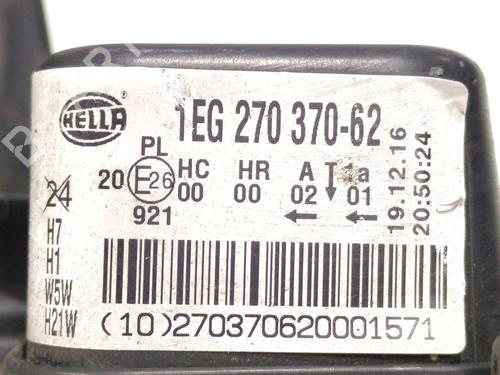 HELLA
1EG 270 370-62
PL
20 E26 HC HR A 1a
00 00 02 01
921
24
H7
H1
W5W
H21W
19.12.16
20:50:24
(10)270370620001571